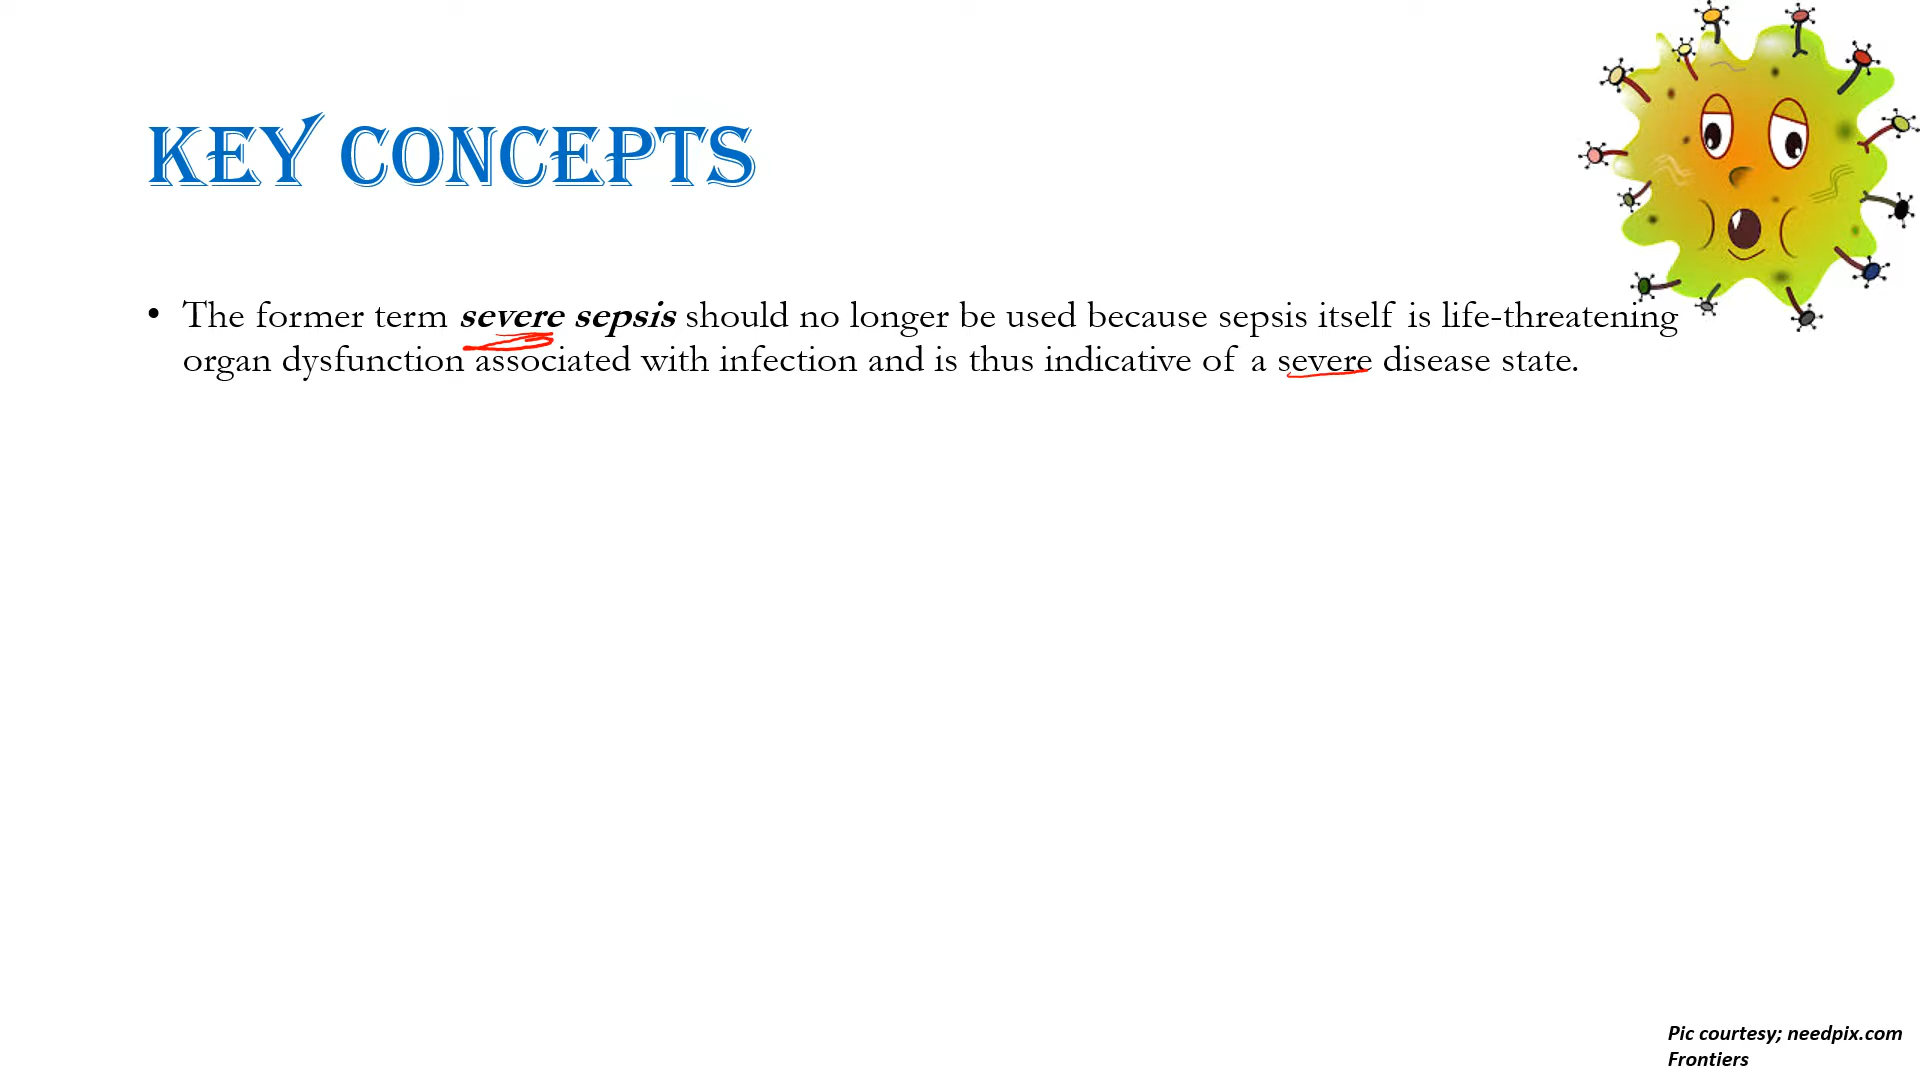 KEY CONCEPTS
• The former term severe sepsis should no longer be used because sepsis itself is life-threatening
organ dysfunction associated with infection and is thus indicative of a severe disease state.
Pic courtesy; needpix.com
Frontiers